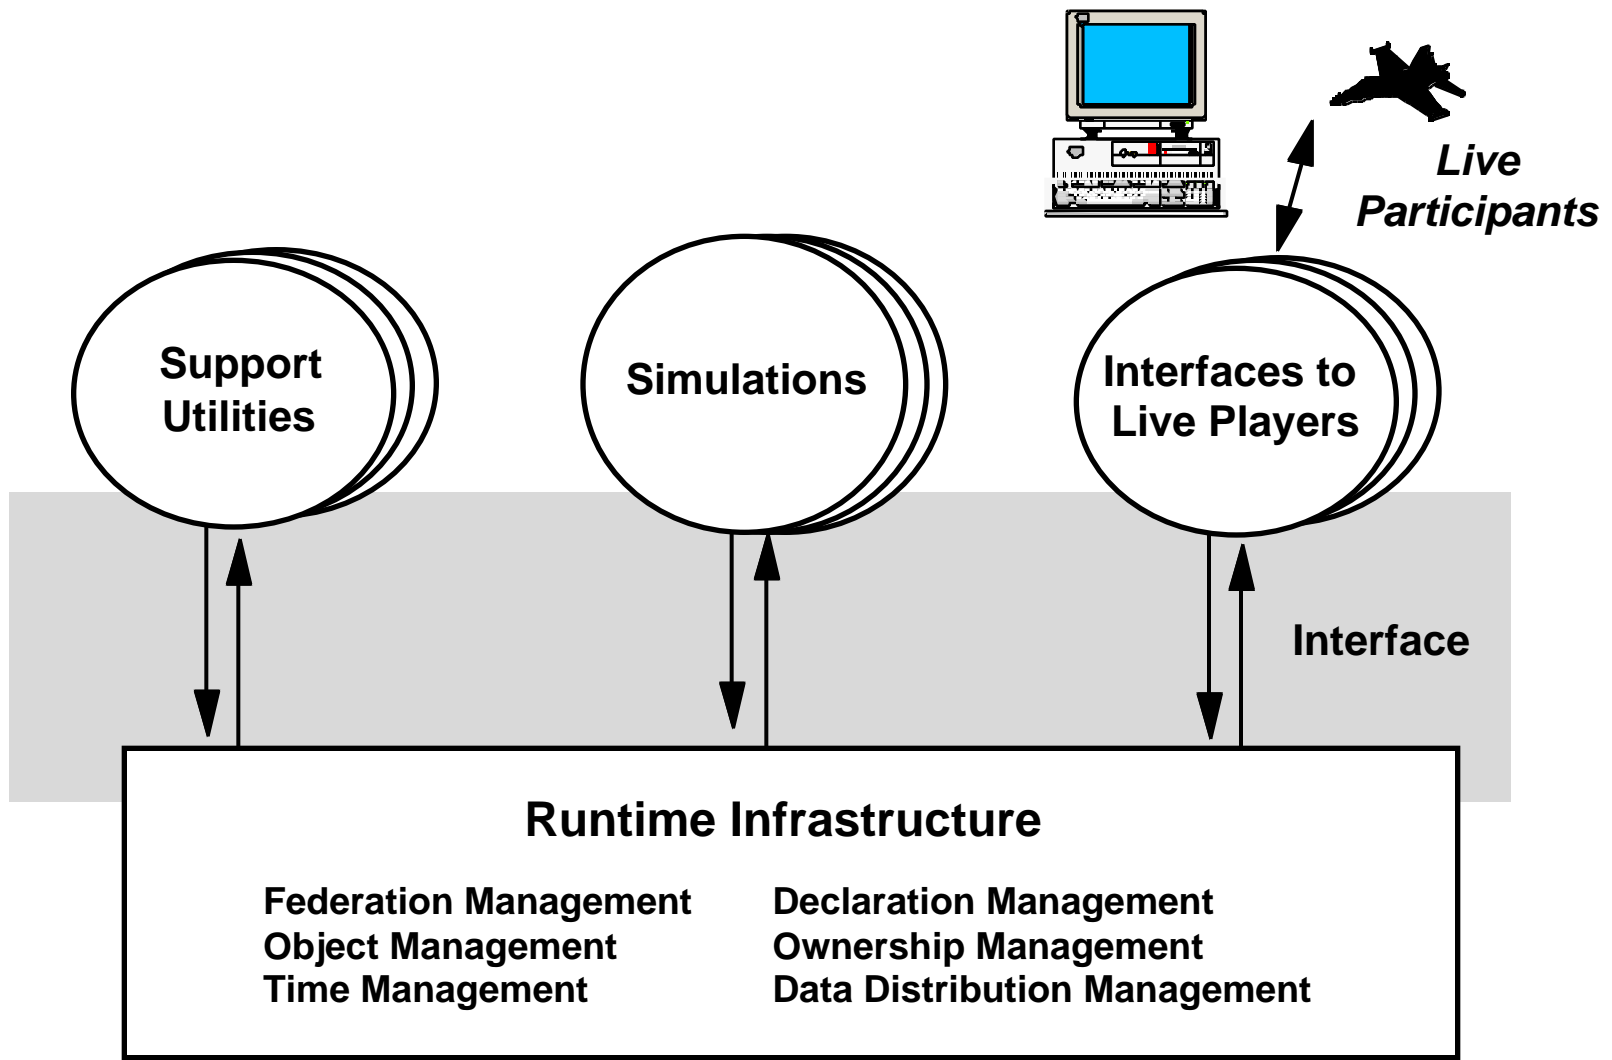 Live
Participants
Support
Utilities
Simulations
Interfaces to
Live Players
Interface
Runtime Infrastructure
Federation Management
Object Management
Time Management
Declaration Management
Ownership Management
Data Distribution Management